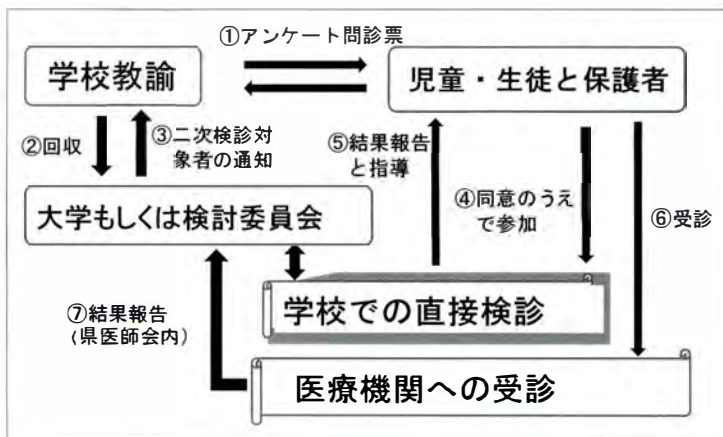 ①アンケート問診票
学校教諭
児童・生徒と保護者
②回収
③二次検診対
象者の通知
⑤結果報告
と指導
④同意のうえ
で参加
⑥受診
大学もしくは検討委員会
学校での直接検診
⑦結果報告
(県医師会内)
医療機関への受診